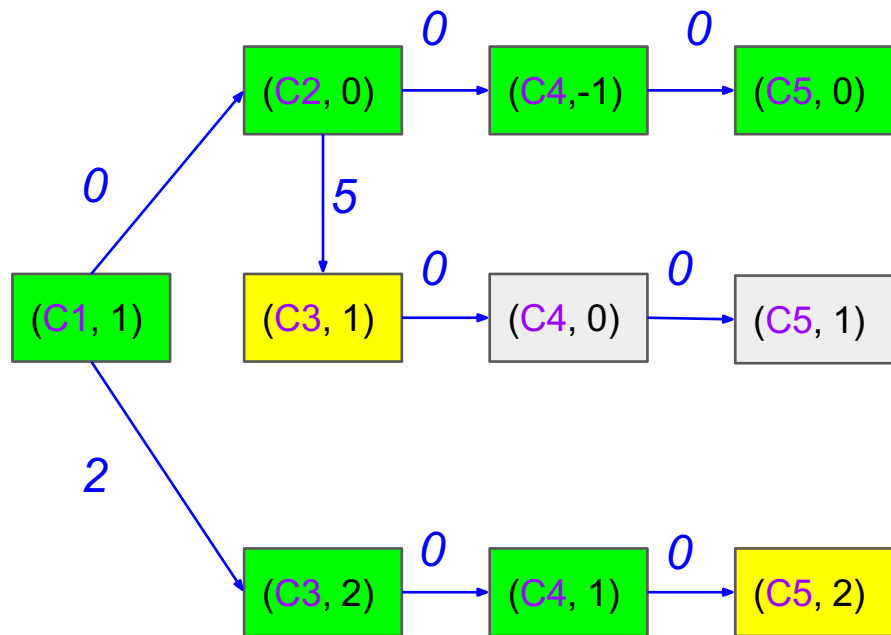 0
0
(C2, 0)
(C4,-1)
(C5, 0)
0
5
0
0
(C1, 1)
(C3, 1)
(C4, 0)
(C5, 1)
2
0
0
(C3, 2)
(C4, 1)
(C5, 2)